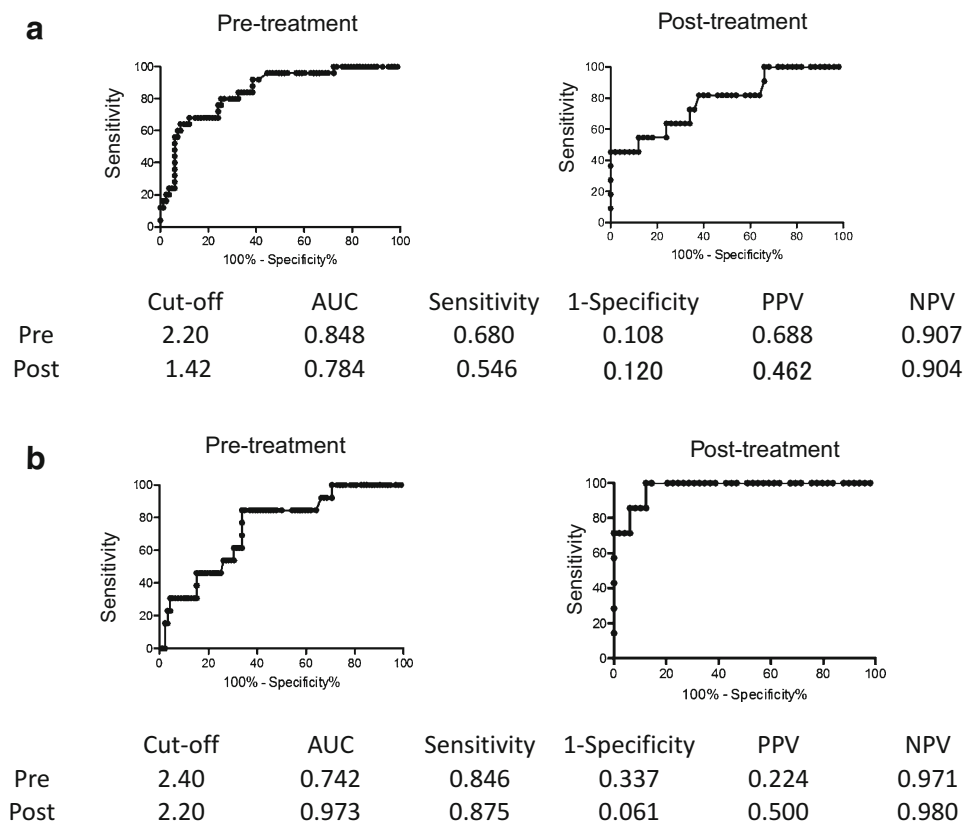 a
Pre-treatment
Post-treatment
100
80
60
40
20
0
Sensitivity
0 20 40 60 80 100
100% - Specificity%
100
80
60
40
20
0
Sensitivity
0 20 40 60 80 100
100% - Specificity%
Cut-off AUC Sensitivity 1-Specificity PPV NPV
Pre 2.20 0.848 0.680 0.108 0.688 0.907
Post 1.42 0.784 0.546 0.120 0.462 0.904
b
Pre-treatment
Post-treatment
100
80
60
40
20
0
Sensitivity
0 20 40 60 80 100
100% - Specificity%
100
80
60
40
20
0
Sensitivity
0 20 40 60 80 100
100% - Specificity%
Cut-off AUC Sensitivity 1-Specificity PPV NPV
Pre 2.40 0.742 0.846 0.337 0.224 0.971
Post 2.20 0.973 0.875 0.061 0.500 0.980